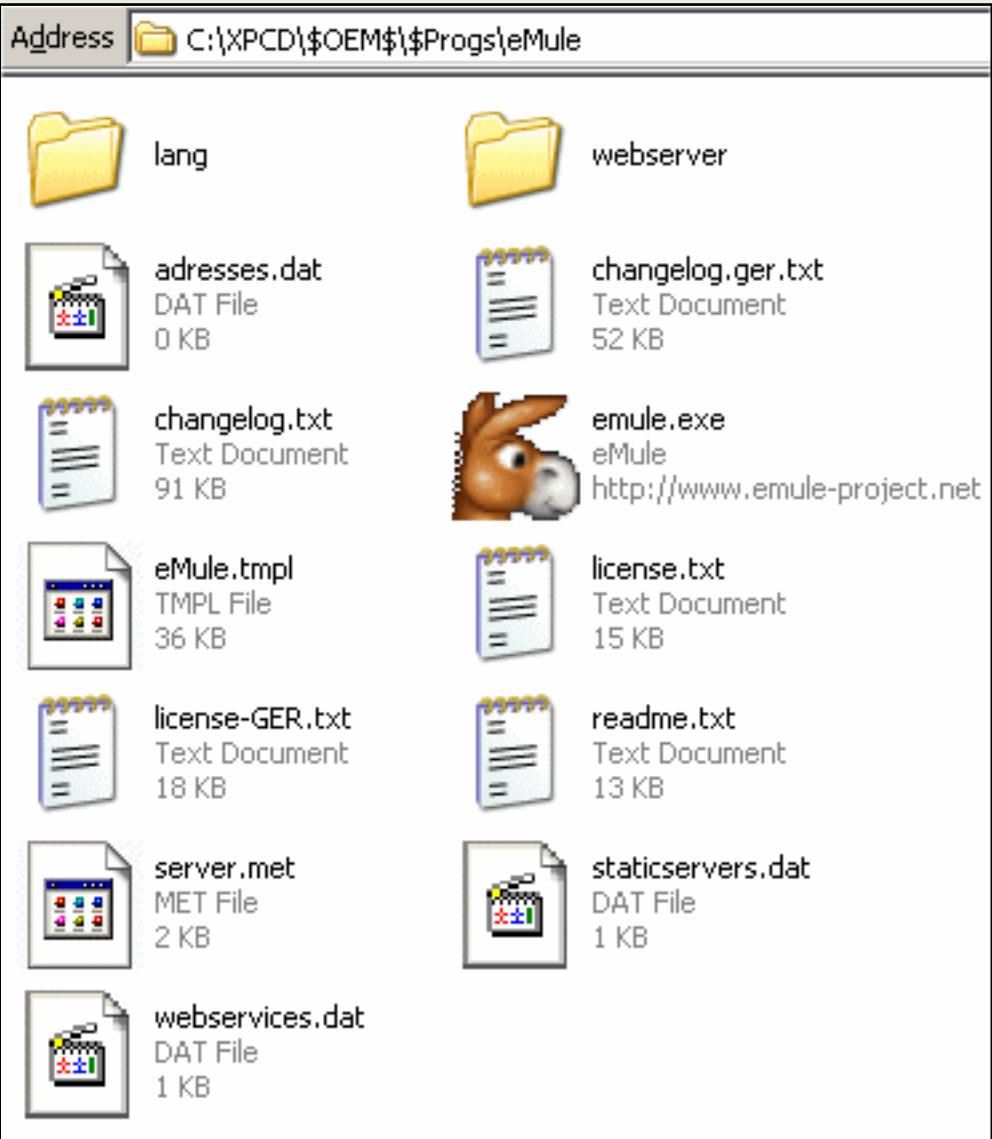 Address C:\XPCD\$OEM$\$Progs\eMule
lang
webserver
adresses.dat
DAT File
0 KB
changelog.ger.txt
Text Document
52 KB
changelog.txt
Text Document
91 KB
emule.exe
eMule
http://www.emule-project.net
eMule.tmpl
TMPL File
36 KB
license.txt
Text Document
15 KB
license-GER.txt
Text Document
18 KB
readme.txt
Text Document
13 KB
server.met
MET File
2 KB
staticservers.dat
DAT File
1 KB
webservices.dat
DAT File
1 KB